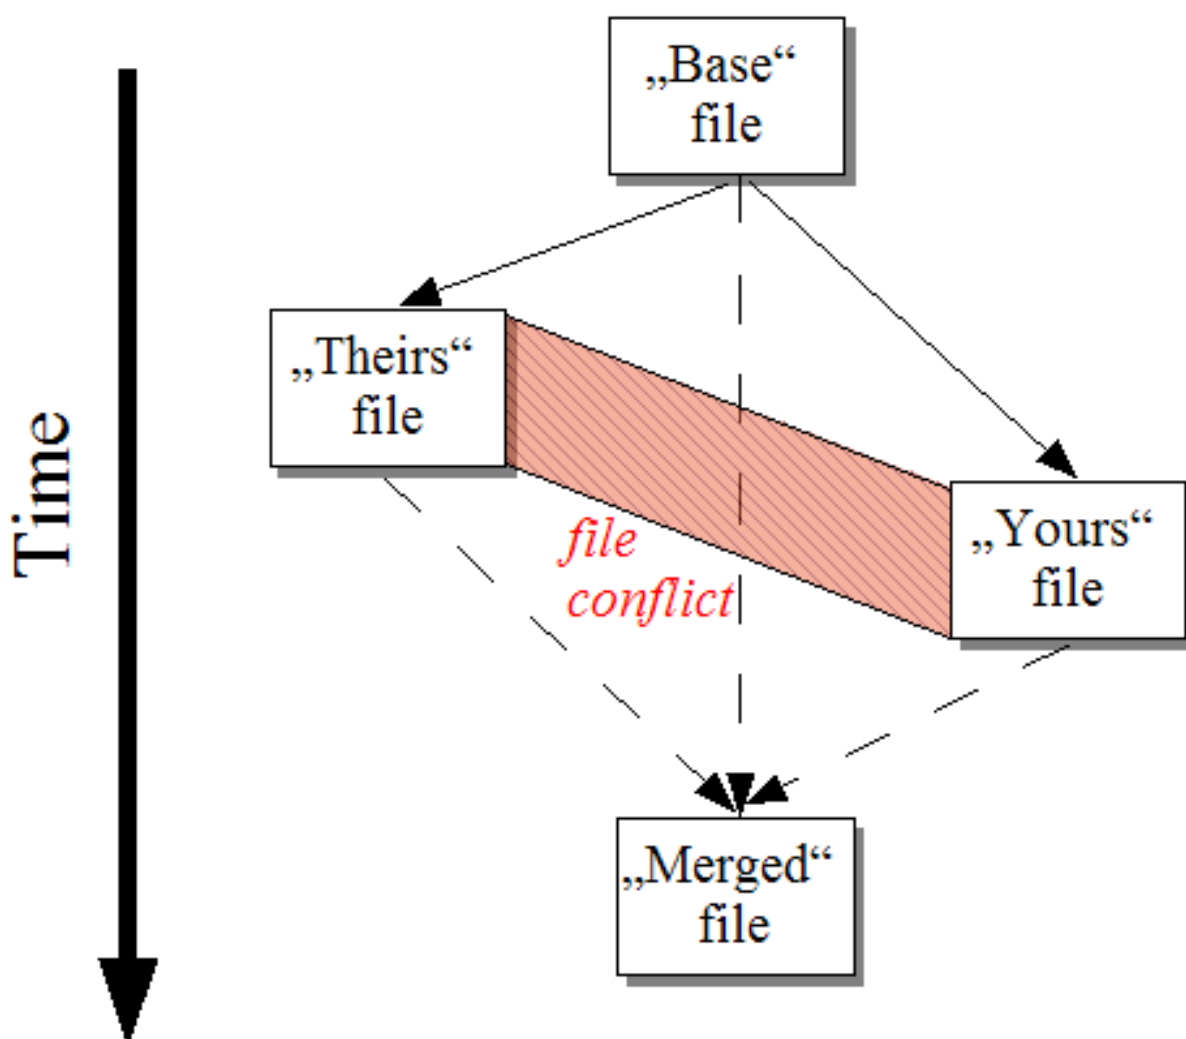 „Base“
file
„Theirs“
file
Time
„Yours“
file
file
conflict
„Merged“
file